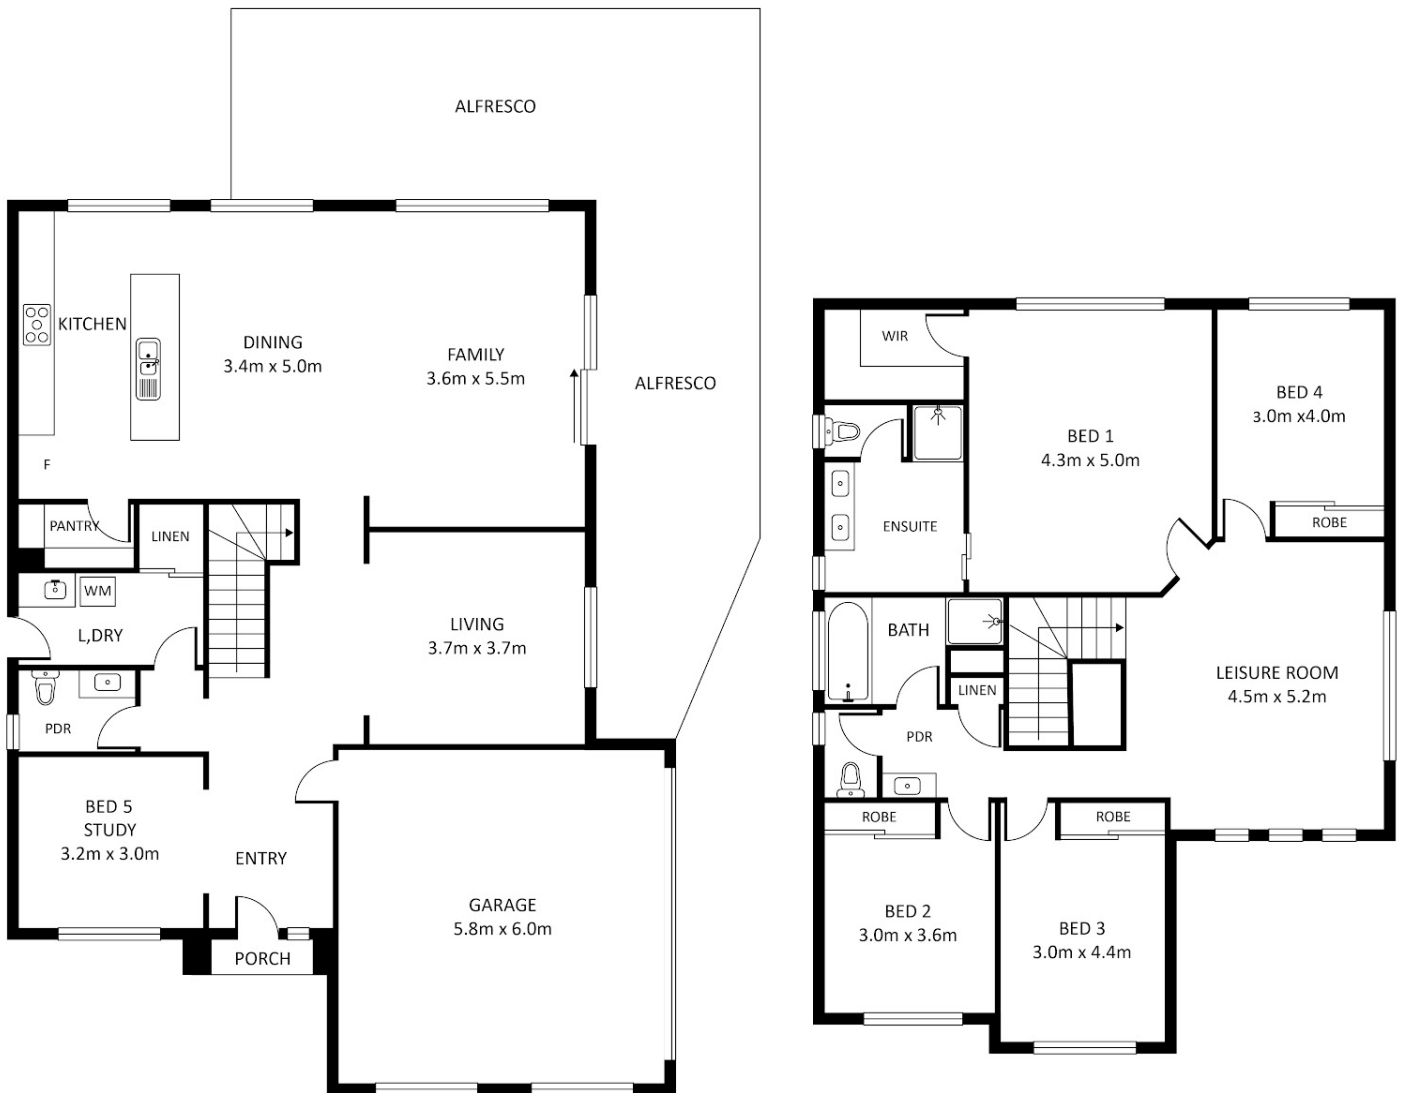 ALFRESCO
KITCHEN
DINING
3.4m x 5.0m
FAMILY
3.6m x 5.5m
ALFRESCO
F
PANTRY
LINEN
WM
L,DRY
LIVING
3.7m x 3.7m
PDR
BED 5
STUDY
3.2m x 3.0m
ENTRY
GARAGE
5.8m x 6.0m
PORCH
WIR
BED 1
4.3m x 5.0m
BED 4
3.0m x4.0m
ENSUITE
ROBE
BATH
LINEN
LEISURE ROOM
4.5m x 5.2m
PDR
ROBE
ROBE
BED 2
3.0m x 3.6m
BED 3
3.0m x 4.4m